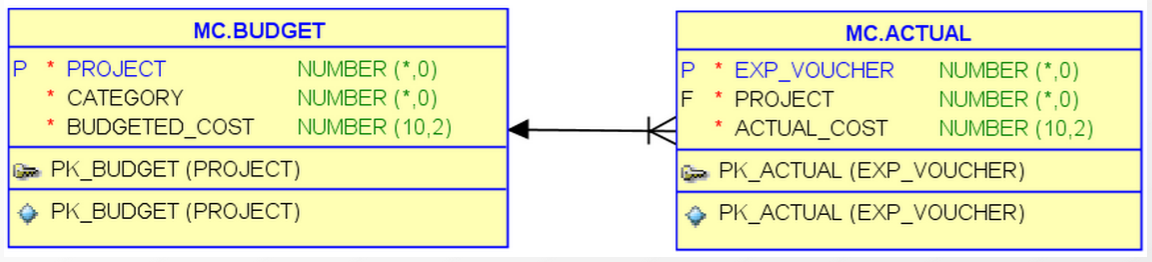 MC.BUDGET
P * PROJECT NUMBER (*,0)
* CATEGORY NUMBER (*,0)
* BUDGETED_COST NUMBER (10,2)
PK_BUDGET (PROJECT)
PK_BUDGET (PROJECT)
MC.ACTUAL
P * EXP_VOUCHER NUMBER (*,0)
F * PROJECT NUMBER (*,0)
* ACTUAL_COST NUMBER (10,2)
PK_ACTUAL (EXP_VOUCHER)
PK_ACTUAL (EXP_VOUCHER)